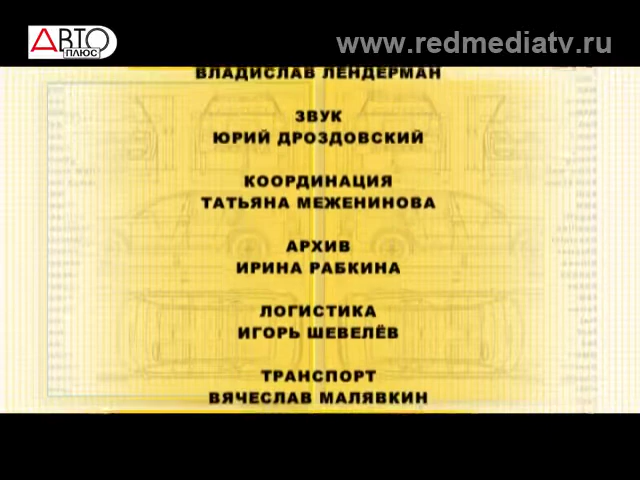 АВТО
ПЛЮС
www.redmediatv.ru
ВЛАДИСЛАВ ЛЕНДЕРМАН
ЗВУК
ЮРИЙ ДРОЗДОВСКИЙ
КООРДИНАЦИЯ
ТАТЬЯНА МЕЖЕНИНОВА
АРХИВ
ИРИНА РАБКИНА
ЛОГИСТИКА
ИГОРЬ ШЕВЕЛЁВ
ТРАНСПОРТ
ВЯЧЕСЛАВ МАЛЯВКИН